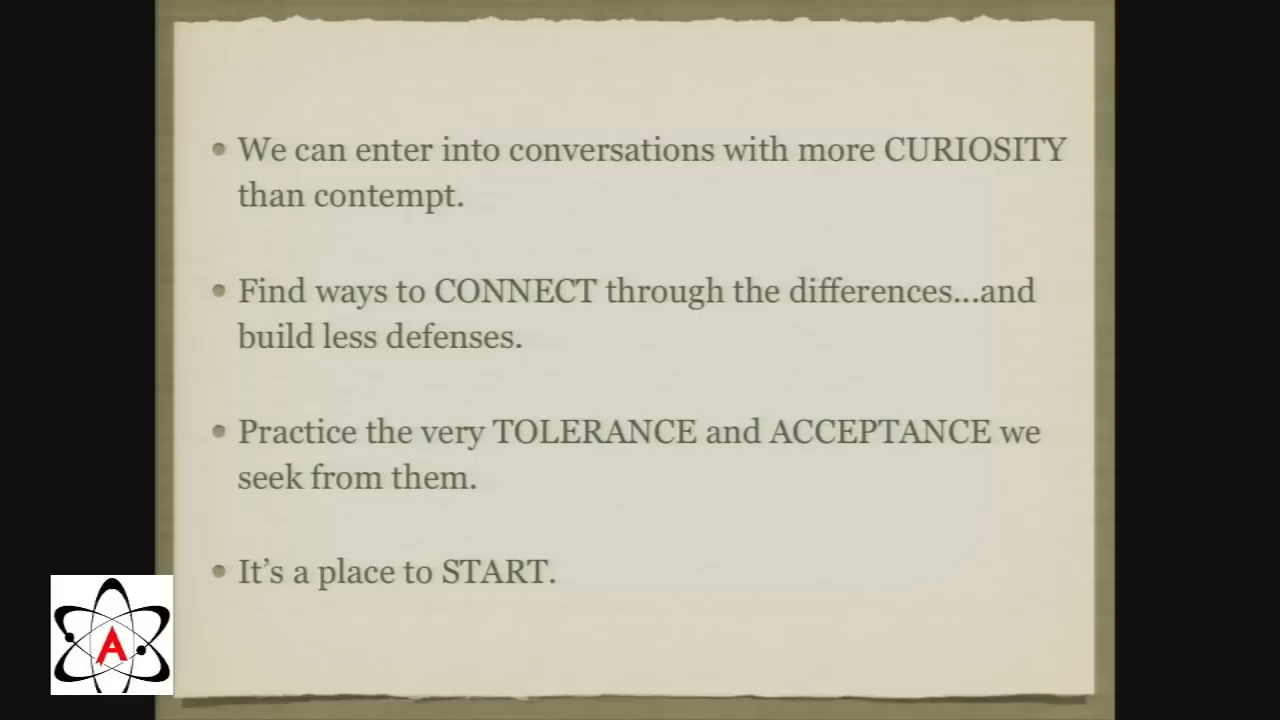 • We can enter into conversations with more CURIOSITY
than contempt.
• Find ways to CONNECT through the differences...and
build less defenses.
• Practice the very TOLERANCE and ACCEPTANCE we
seek from them.
• It’s a place to START.
A